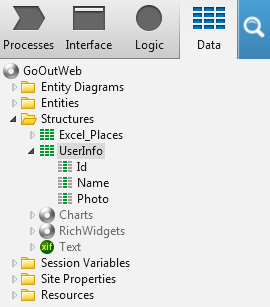 Processes Interface Logic Data
GoOutWeb
Entity Diagrams
Entities
Structures
Excel_Places
UserInfo
Id
Name
Photo
Charts
RichWidgets
xif Text
Session Variables
Site Properties
Resources